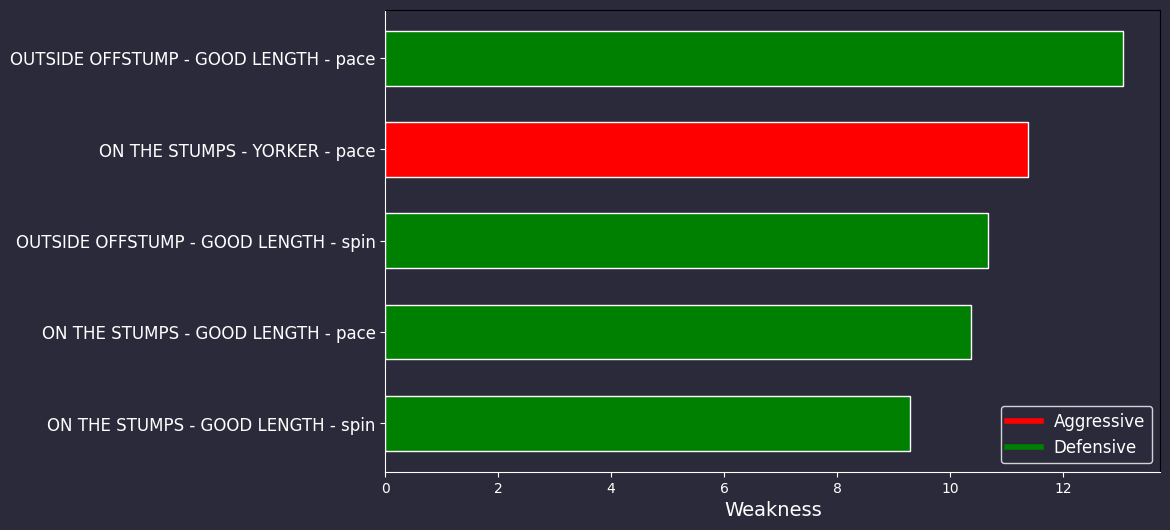 OUTSIDE OFFSTUMP - GOOD LENGTH - pace
ON THE STUMPS - YORKER - pace
OUTSIDE OFFSTUMP - GOOD LENGTH - spin
ON THE STUMPS - GOOD LENGTH - pace
ON THE STUMPS - GOOD LENGTH - spin
Aggressive
Defensive
0 2 4 6 8 10 12
Weakness